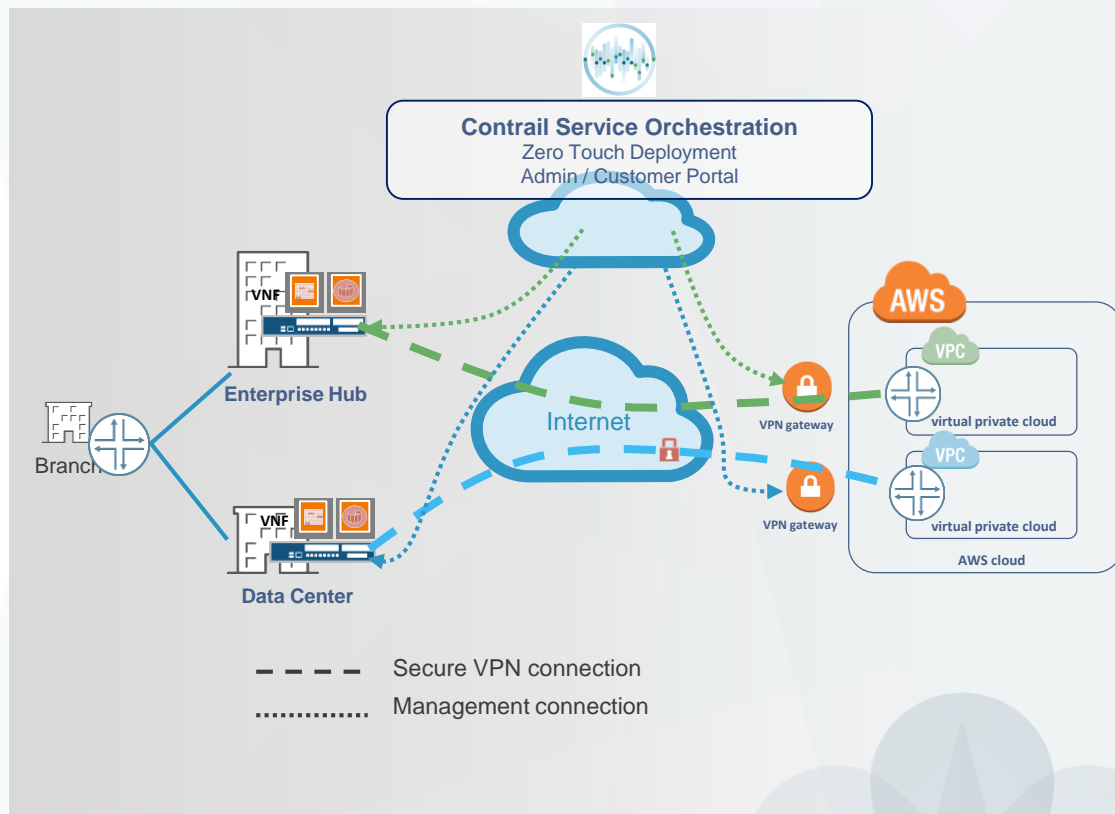 Contrail Service Orchestration
Zero Touch Deployment
Admin / Customer Portal
AWS
VNF
VPC
Enterprise Hub
Internet
VPN gateway
virtual private cloud
Branch
VPC
VNF
VPN gateway
virtual private cloud
AWS cloud
Data Center
Secure VPN connection
Management connection